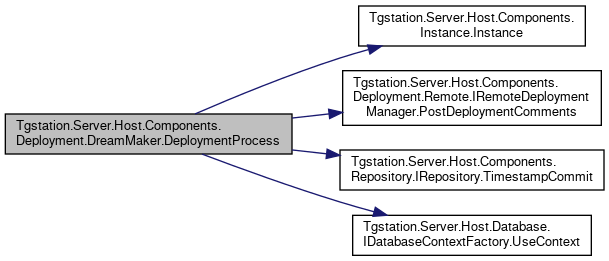 Tgstation.Server.Host.Components.
Instance.Instance
Tgstation.Server.Host.Components.
Deployment.Remote.IRemoteDeployment
Manager.PostDeploymentComments
Tgstation.Server.Host.Components.
Deployment.DreamMaker.DeploymentProcess
Tgstation.Server.Host.Components.
Repository.IRepository.TimestampCommit
Tgstation.Server.Host.Database.
IDatabaseContextFactory.UseContext